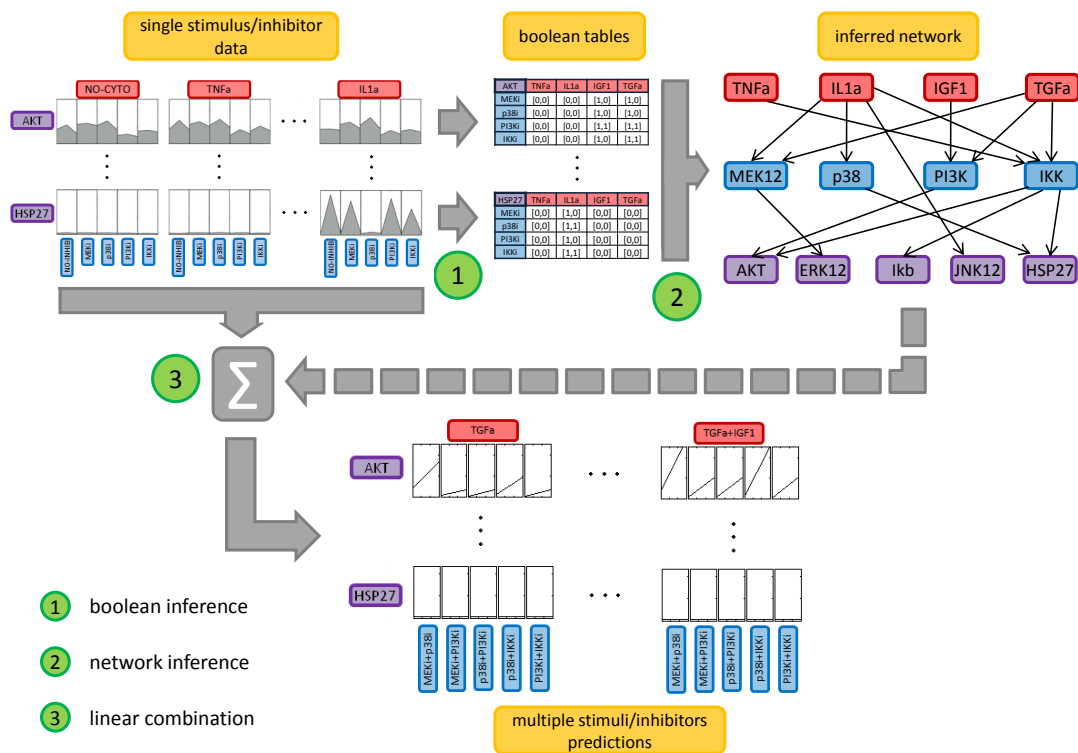 single stimulus/inhibitor
data
boolean tables
inferred network
NO-CYTO
TNFa
IL1a
AKT
...
HSP27
NO-INHIB
MEKi
p38i
PI3Ki
IKKi
NO-INHIB
MEKi
p38i
PI3Ki
IKKi
...
NO-INHIB
MEKi
p38i
PI3Ki
IKKi
AKT TNFa IL1a IGF1 TGFa
MEKi [0,0] [0,0] [1,0] [1,0]
p38i [0,0] [0,0] [1,0] [1,0]
PI3Ki [0,0] [0,0] [1,1] [1,1]
IKKi [0,0] [0,0] [1,0] [1,1]
HSP27 TNFa IL1a IGF1 TGFa
MEKi [0,0] [1,0] [0,0] [0,0]
p38i [0,0] [1,1] [0,0] [0,0]
PI3Ki [0,0] [1,0] [0,0] [0,0]
IKKi [0,0] [1,1] [0,0] [0,0]
1
2
TNFa IL1a IGF1 TGFa
MEK12 p38 PI3K IKK
AKT ERK12 Ikb JNK12 HSP27
3
Σ
TGFa
TGFa+IGF1
AKT
...
HSP27
...
MEKi+p38i
MEKi+PI3Ki
p38i+PI3Ki
p38i+IKKi
PI3Ki+IKKi
MEKi+p38i
MEKi+PI3Ki
p38i+PI3Ki
p38i+IKKi
PI3Ki+IKKi
multiple stimuli/inhibitors
predictions
1 boolean inference
2 network inference
3 linear combination